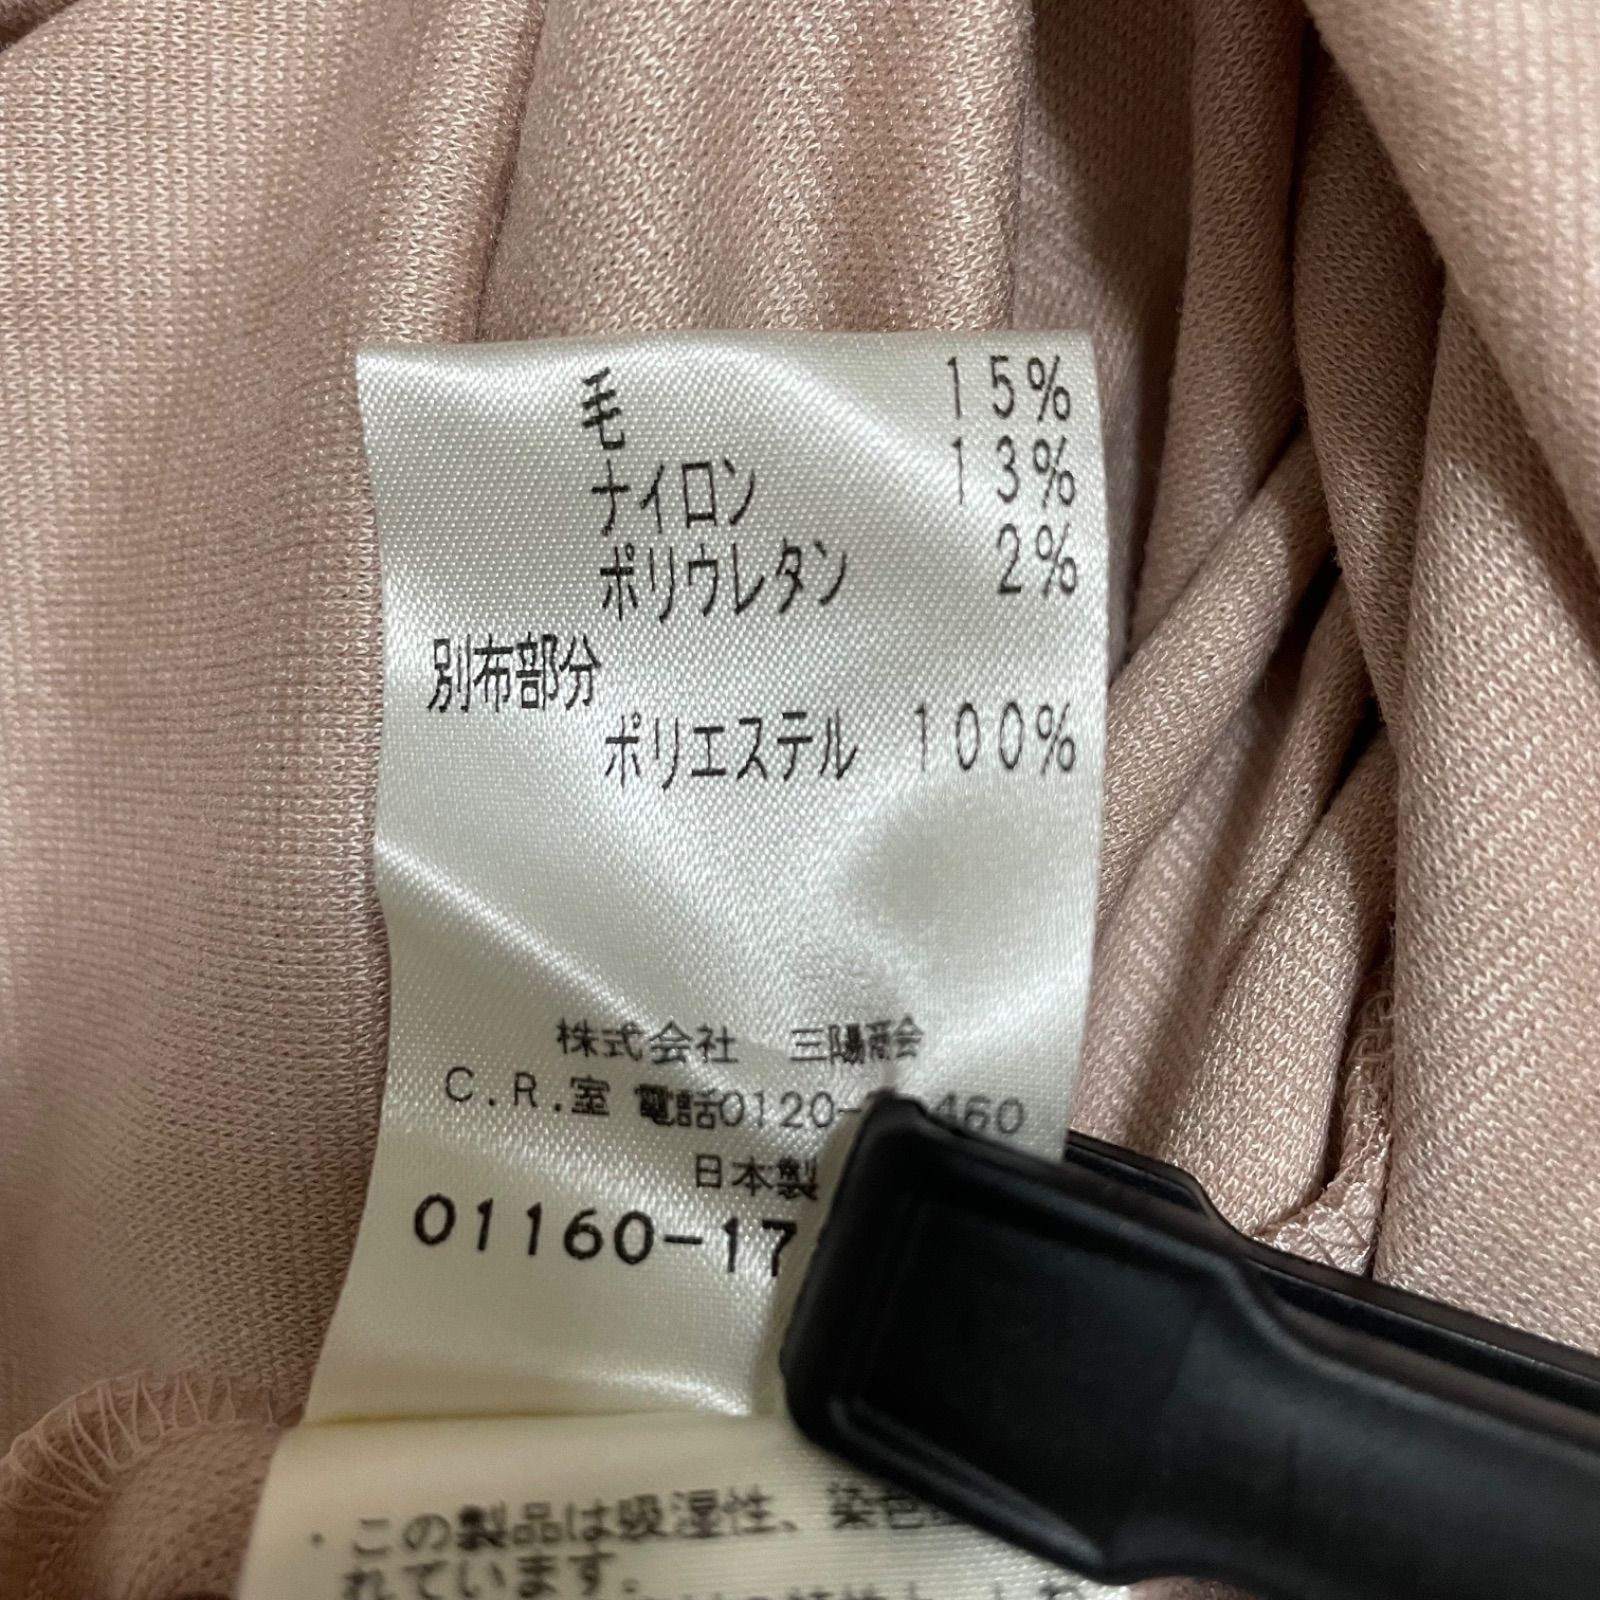 毛 15%
ナイロン 13%
ポリウレタン 2%
別布部分
ポリエステル 100%
株式会社 三陽商会
C.R.室 電話0120-
460
日本製
01160-17
・この製品は吸湿性、染色
れています.